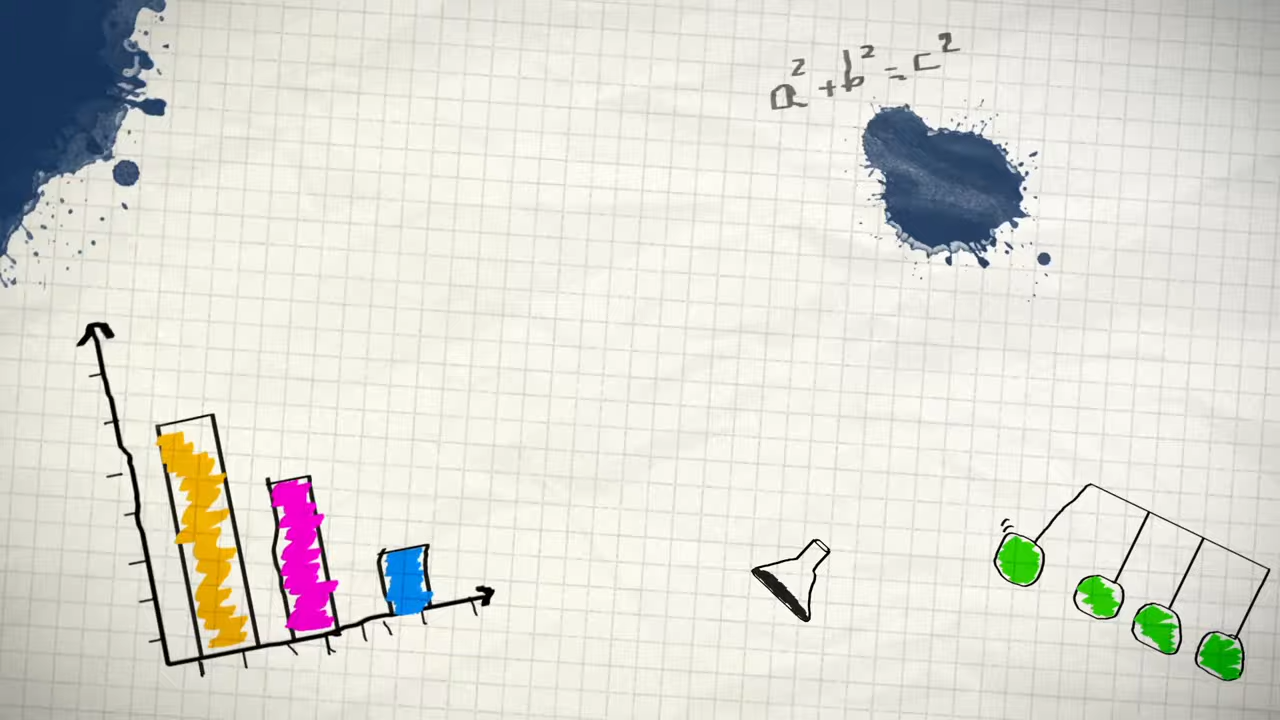 a² + b² = c²